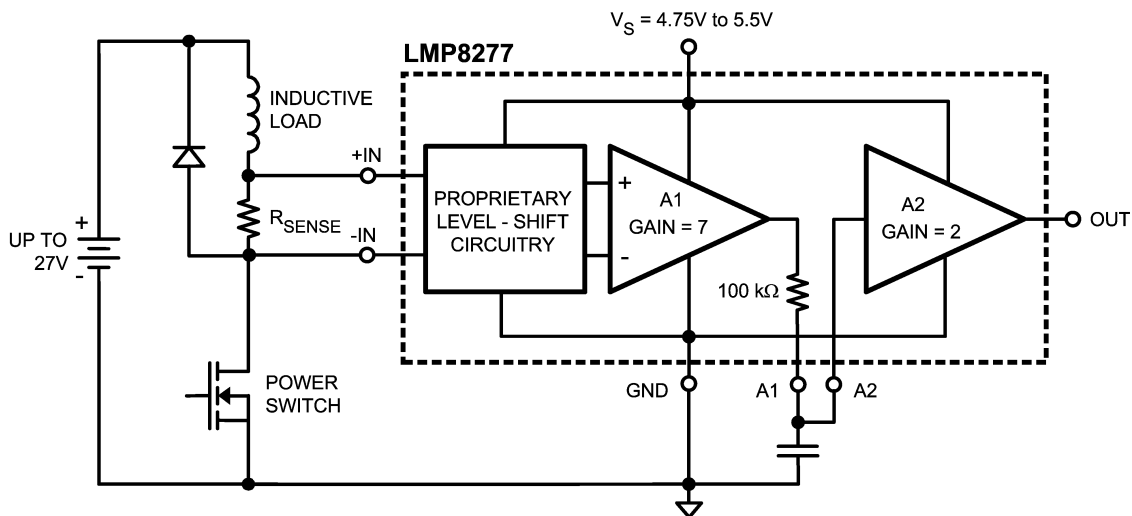 V_S = 4.75V to 5.5V
LMP8277
INDUCTIVE
LOAD
+IN
R_SENSE
-IN
PROPRIETARY
LEVEL - SHIFT
CIRCUITRY
+
-
A1
GAIN = 7
A2
GAIN = 2
OUT
+
UP TO
27V
-
100 kΩ
POWER
SWITCH
GND
A1
A2